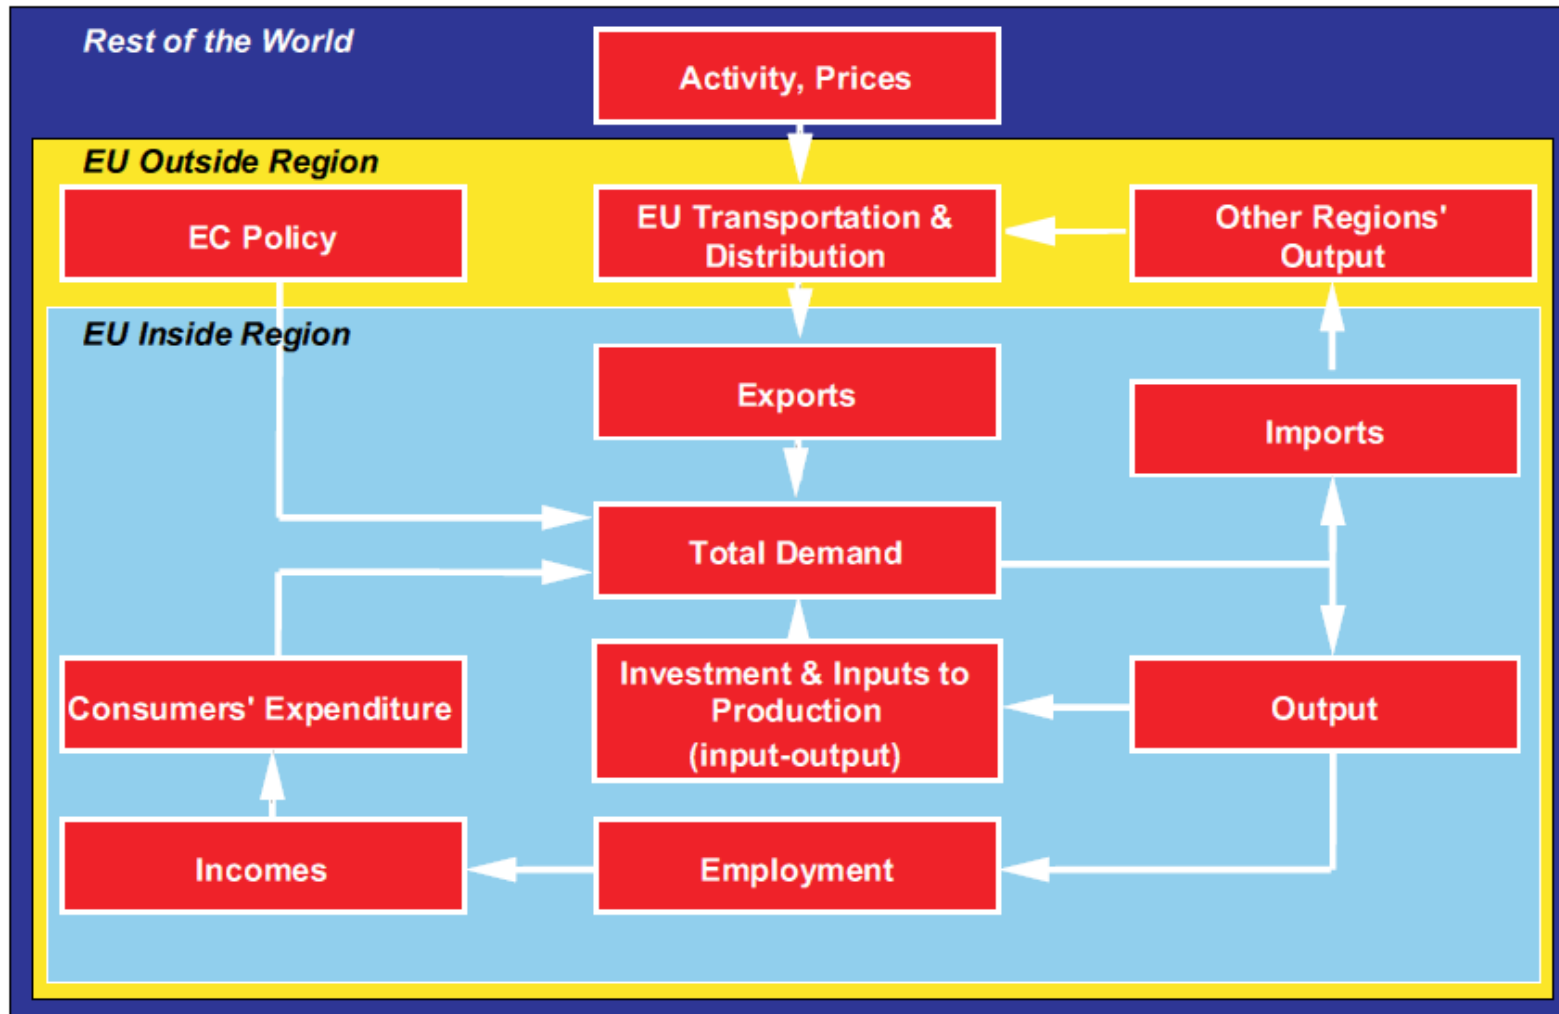 Rest of the World
Activity, Prices
EU Outside Region
EC Policy
EU Transportation &
Distribution
Other Regions'
Output
EU Inside Region
Exports
Imports
Total Demand
Consumers' Expenditure
Investment & Inputs to
Production
(input-output)
Output
Incomes
Employment